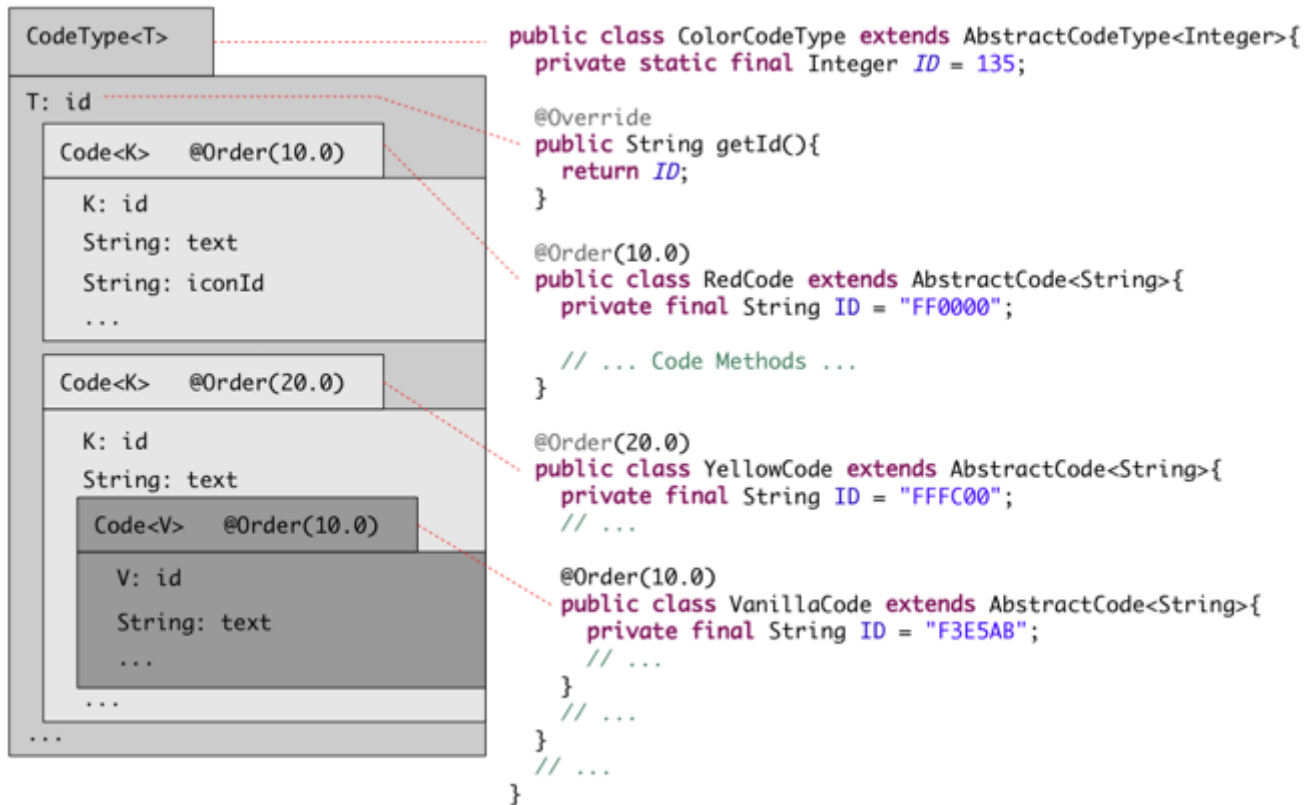 CodeType<T>
T: id
Code<K> @Order(10.0)
K: id
String: text
String: iconId
...
Code<K> @Order(20.0)
K: id
String: text
Code<V> @Order(10.0)
V: id
String: text
...
...
...
public class ColorCodeType extends AbstractCodeType<Integer>{
private static final Integer ID = 135;
@Override
public String getId(){
return ID;
}
@Order(10.0)
public class RedCode extends AbstractCode<String>{
private final String ID = "FF0000";
// ... Code Methods ...
}
@Order(20.0)
public class YellowCode extends AbstractCode<String>{
private final String ID = "FFFC00";
// ...
@Order(10.0)
public class VanillaCode extends AbstractCode<String>{
private final String ID = "F3E5AB";
// ...
}
// ...
}
// ...
}